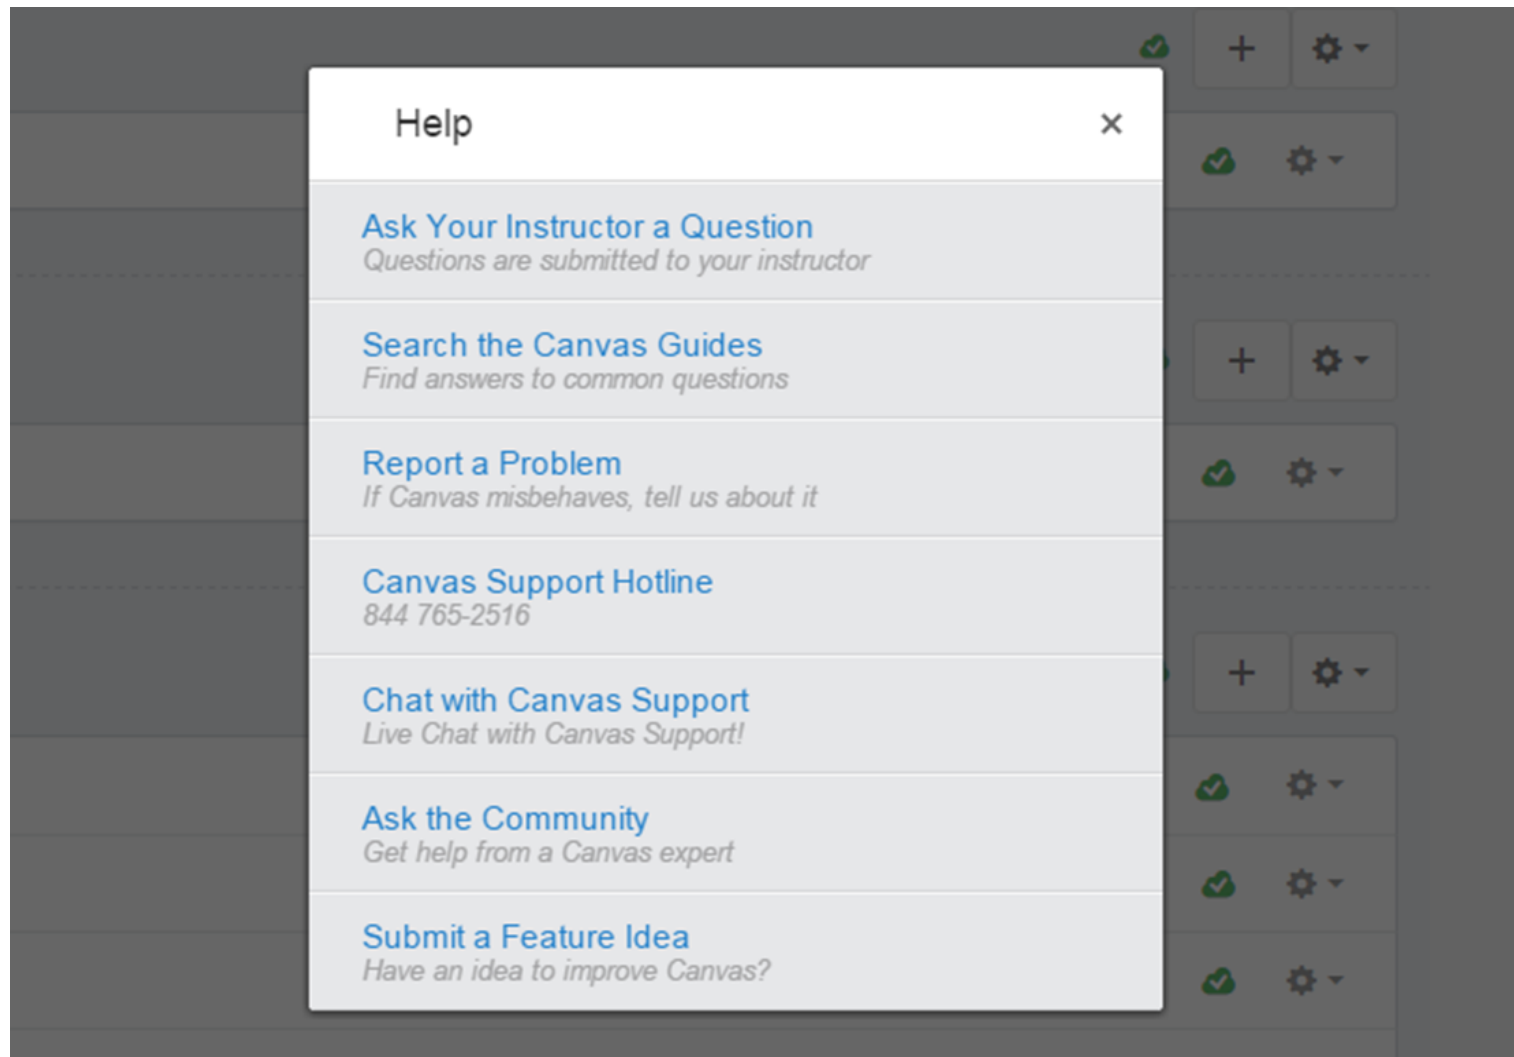 Help
Ask Your Instructor a Question
Questions are submitted to your instructor
Search the Canvas Guides
Find answers to common questions
Report a Problem
If Canvas misbehaves, tell us about it
Canvas Support Hotline
844 765-2516
Chat with Canvas Support
Live Chat with Canvas Support!
Ask the Community
Get help from a Canvas expert
Submit a Feature Idea
Have an idea to improve Canvas?